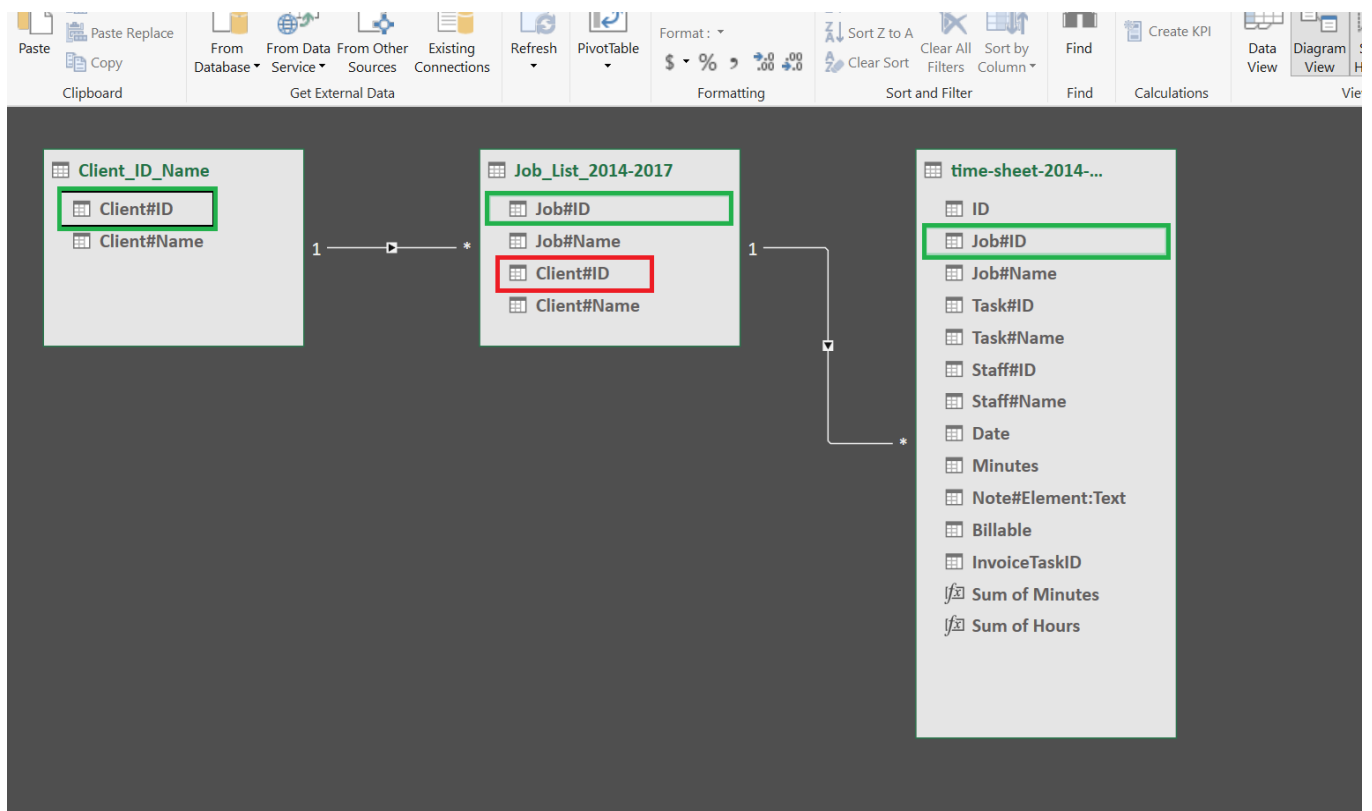 Paste
Paste Replace
Copy
Clipboard
From Database
From Data Service
From Other Sources
Existing Connections
Get External Data
Refresh
PivotTable
Format :
$ % , .00 .00
Formatting
Sort Z to A
Clear Sort
Clear All Filters
Sort by Column
Sort and Filter
Find
Find
Create KPI
Calculations
Data View
Diagram View
Client_ID_Name
Client#ID
Client#Name
1
*
Job_List_2014-2017
Job#ID
Job#Name
Client#ID
Client#Name
1
*
time-sheet-2014-...
ID
Job#ID
Job#Name
Task#ID
Task#Name
Staff#ID
Staff#Name
Date
Minutes
Note#Element:Text
Billable
InvoiceTaskID
fx Sum of Minutes
fx Sum of Hours